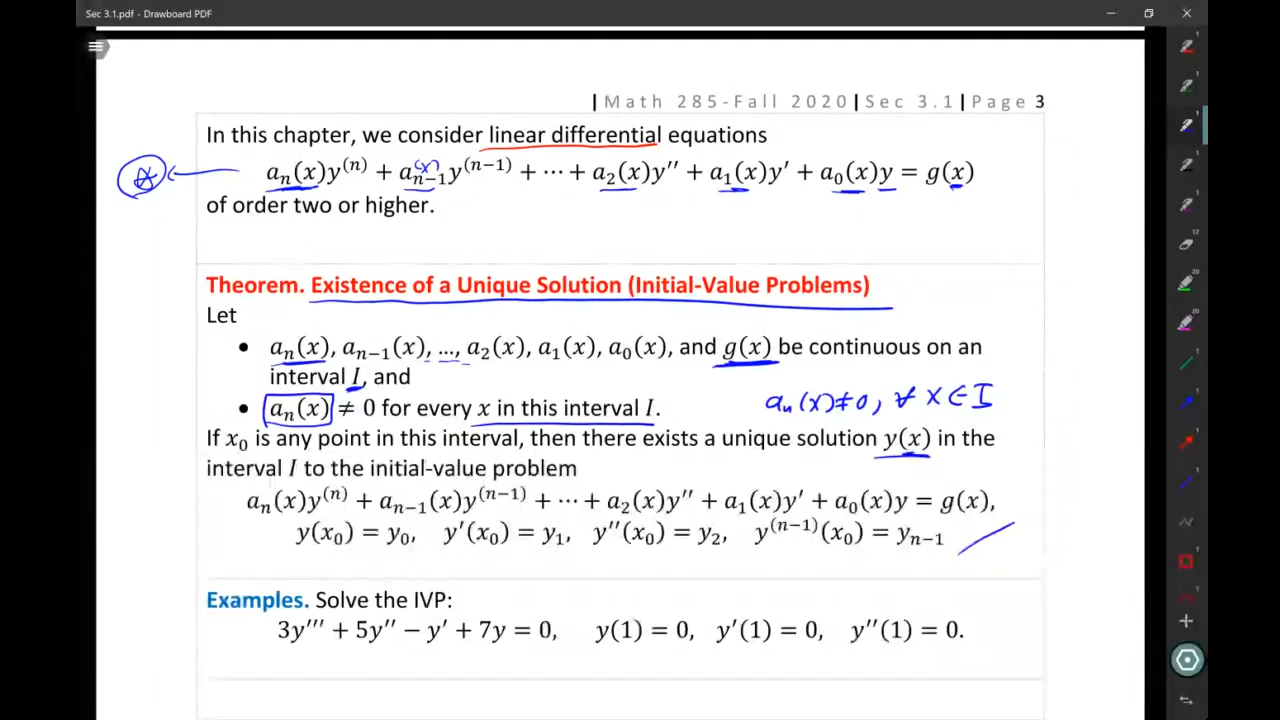 Sec 3.1.pdf - Drawboard PDF
|Math 285-Fall 2020|Sec 3.1|Page 3
In this chapter, we consider linear differential equations
aₙ(x)y⁽ⁿ⁾ + aₙ₋₁(x)y⁽ⁿ⁻¹⁾ + ⋯ + a₂(x)y′′ + a₁(x)y′ + a₀(x)y = g(x)
of order two or higher.
Theorem. Existence of a Unique Solution (Initial-Value Problems)
Let
• aₙ(x), aₙ₋₁(x), …, a₂(x), a₁(x), a₀(x), and g(x) be continuous on an
interval I, and
• aₙ(x) ≠ 0 for every x in this interval I. aₙ(x)≠0, ∀ x ∈ I
If x₀ is any point in this interval, then there exists a unique solution y(x) in the
interval I to the initial-value problem
aₙ(x)y⁽ⁿ⁾ + aₙ₋₁(x)y⁽ⁿ⁻¹⁾ + ⋯ + a₂(x)y′′ + a₁(x)y′ + a₀(x)y = g(x),
y(x₀) = y₀, y′(x₀) = y₁, y′′(x₀) = y₂, y⁽ⁿ⁻¹⁾(x₀) = yₙ₋₁
Examples. Solve the IVP:
3y′′′ + 5y′′ − y′ + 7y = 0, y(1) = 0, y′(1) = 0, y′′(1) = 0.